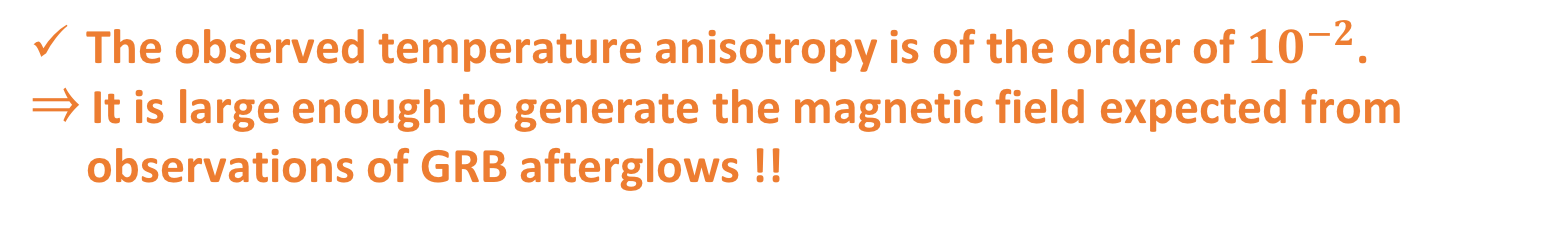 ✓ The observed temperature anisotropy is of the order of 10⁻².
⇒ It is large enough to generate the magnetic field expected from
observations of GRB afterglows !!